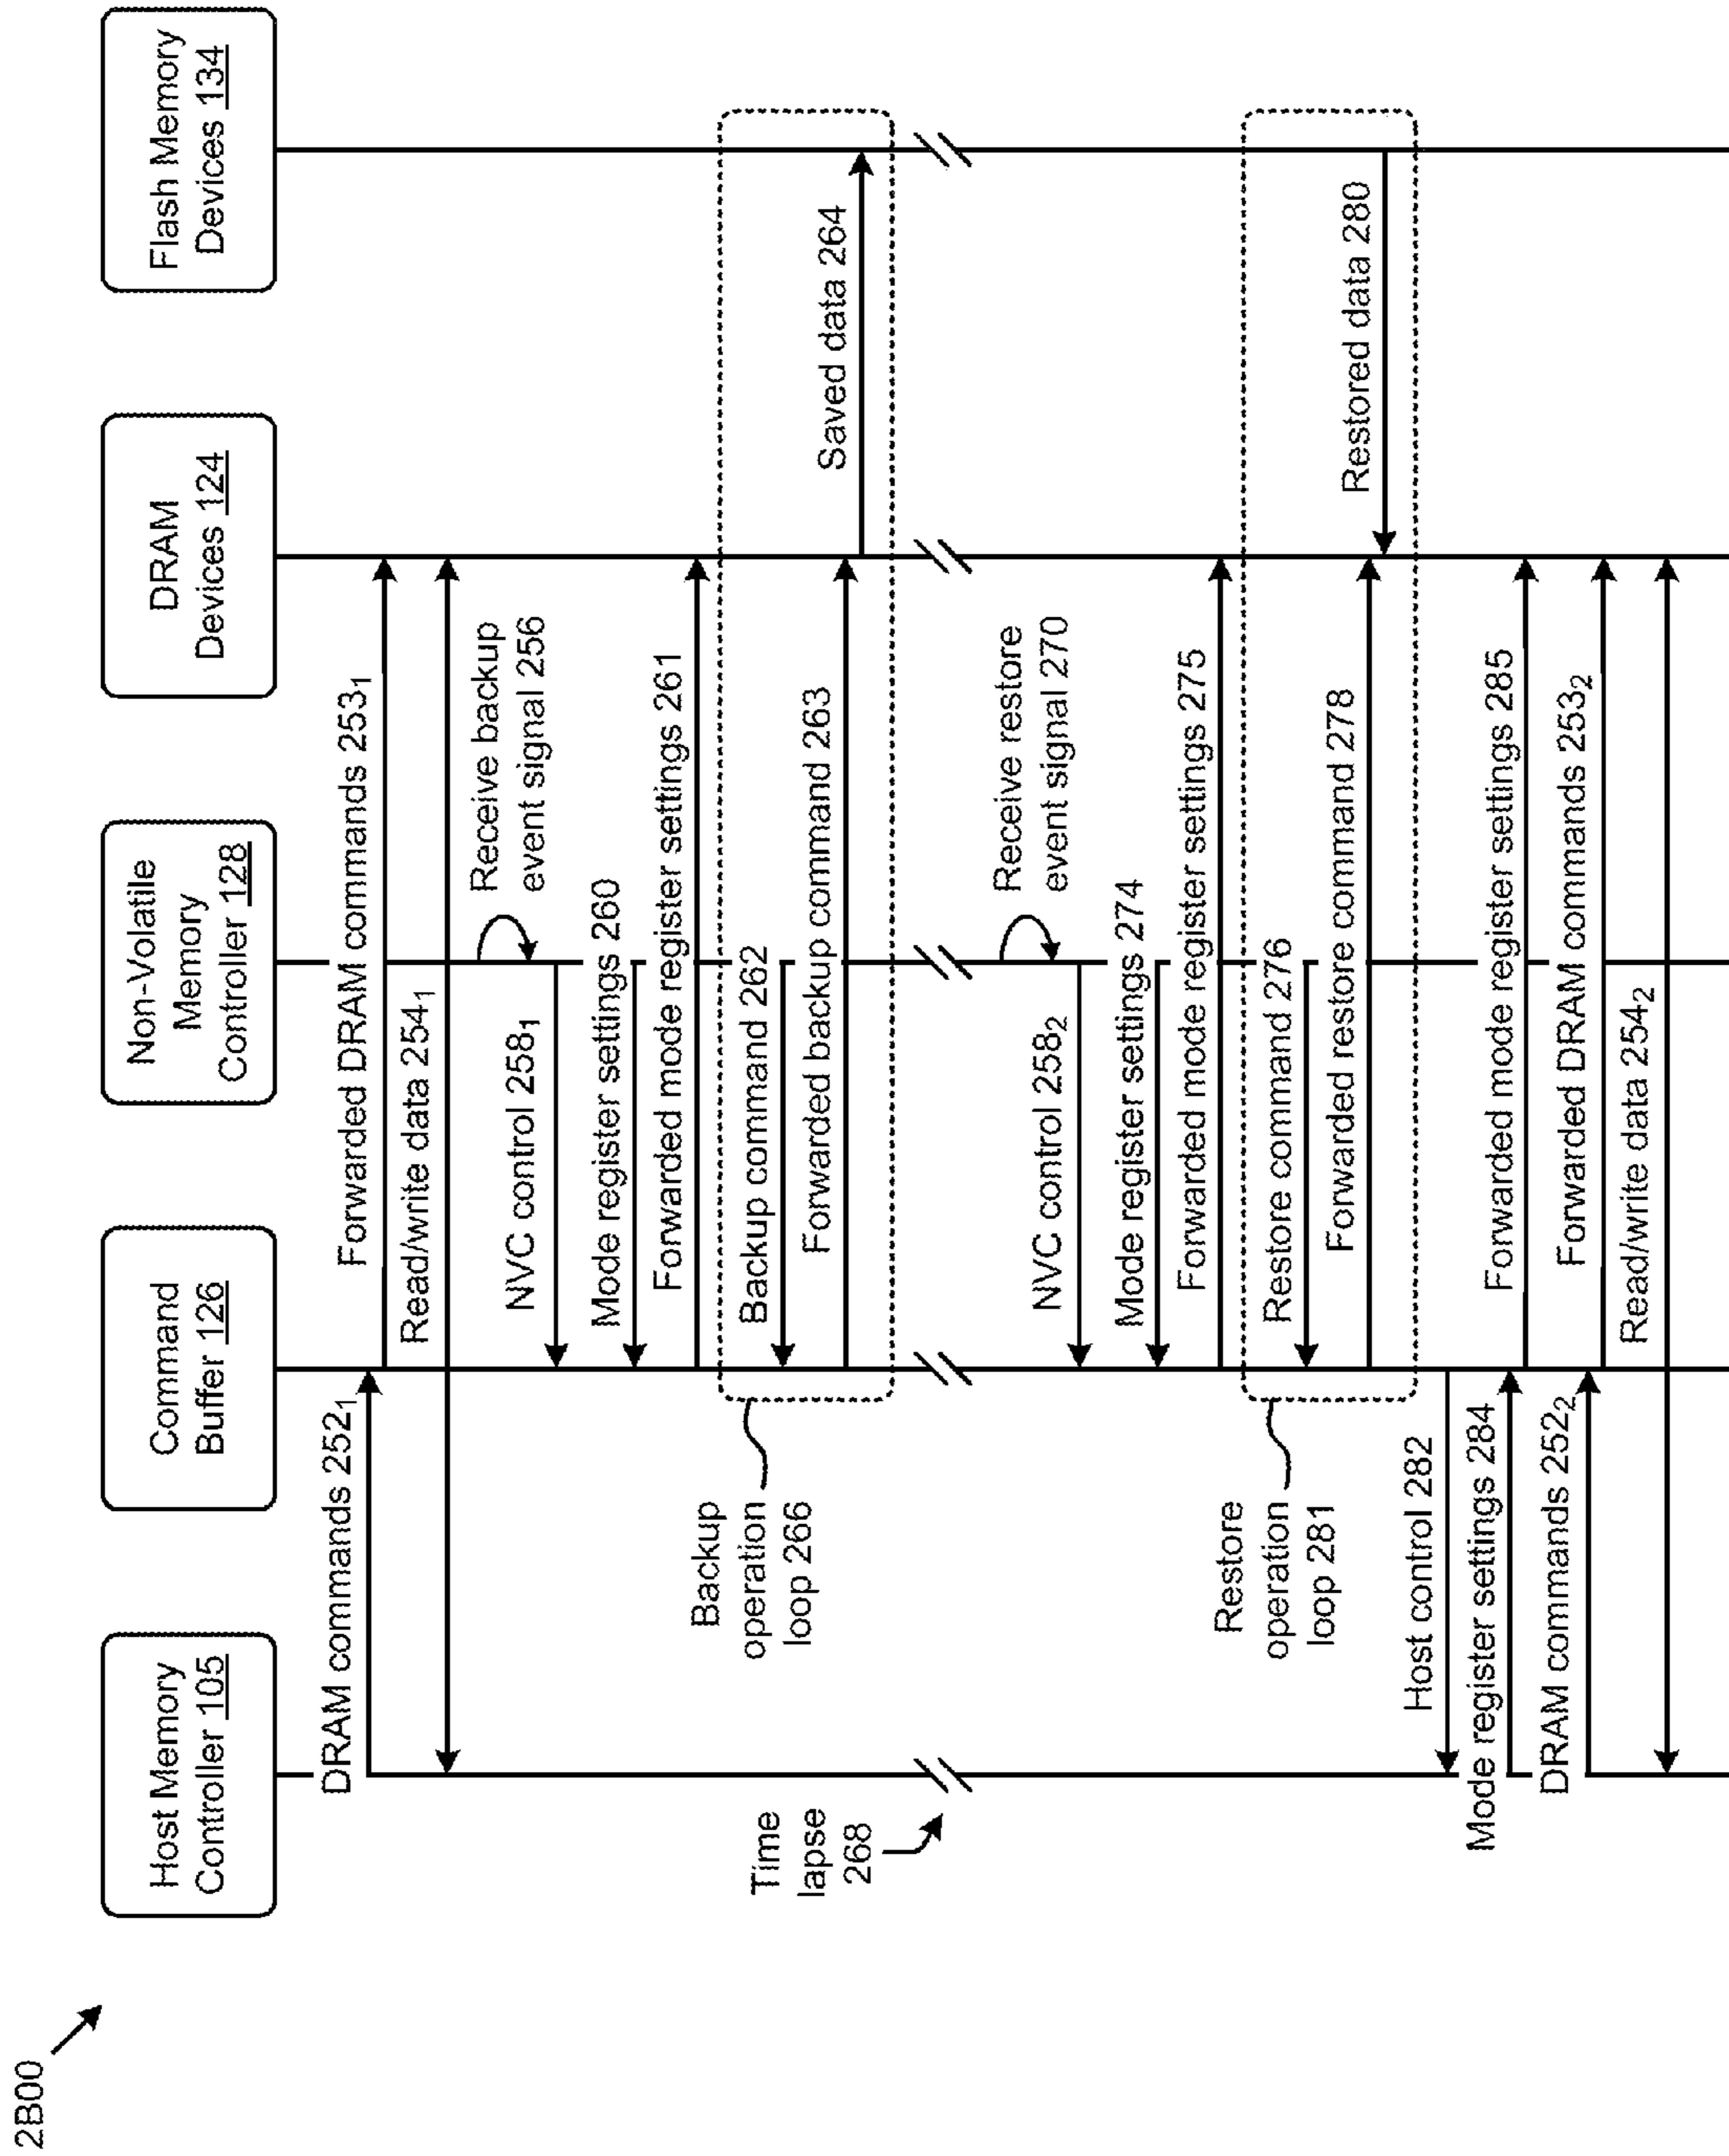 2B00
Host Memory
Controller 105
Command
Buffer 126
Non-Volatile
Memory
Controller 128
DRAM
Devices 124
Flash Memory
Devices 134
DRAM commands 252₁
Forwarded DRAM commands 253₁
Read/write data 254₁
Receive backup
event signal 256
NVC control 258₁
Mode register settings 260
Forwarded mode register settings 261
Backup
operation
loop 266
Backup command 262
Forwarded backup command 263
Saved data 264
Time
lapse
268
Receive restore
event signal 270
NVC control 258₂
Mode register settings 274
Forwarded mode register settings 275
Restore
operation
loop 281
Restore command 276
Forwarded restore command 278
Restored data 280
Host control 282
Mode register settings 284
Forwarded mode register settings 285
DRAM commands 252₂
Forwarded DRAM commands 253₂
Read/write data 254₂